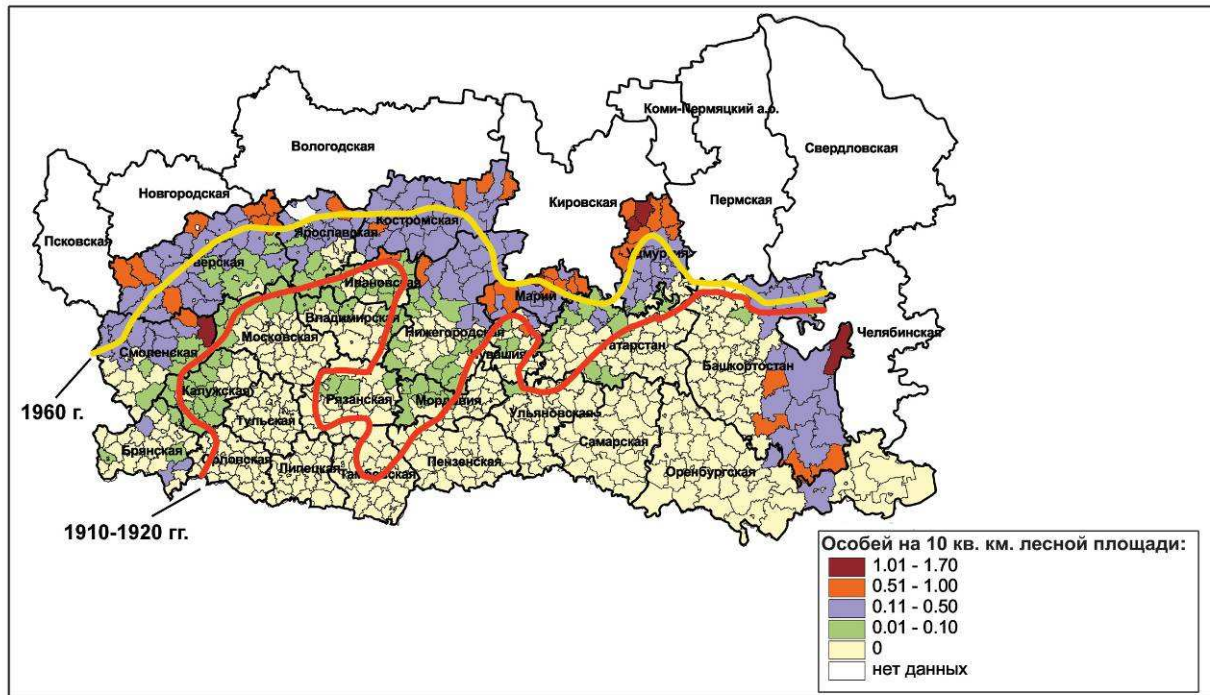 Коми-Пермяцкий а.о.
Вологодская
Свердловская
Новгородская
Кировская
Пермская
Псковская
Костромская
Ярославская
Удмуртия
Тверская
Ивановская
Марий
Владимирская
Нижегородская
Челябинская
Московская
Смоленская
Чувашия
Татарстан
Башкортостан
Калужская
Рязанская
Мордовия
1960 г.
Ульяновская
Тульская
Самарская
Брянская
Орловская
Липецкая
Тамбовская
Пензенская
Оренбургская
1910-1920 гг.
Особей на 10 кв. км. лесной площади:
1.01 - 1.70
0.51 - 1.00
0.11 - 0.50
0.01 - 0.10
0
нет данных